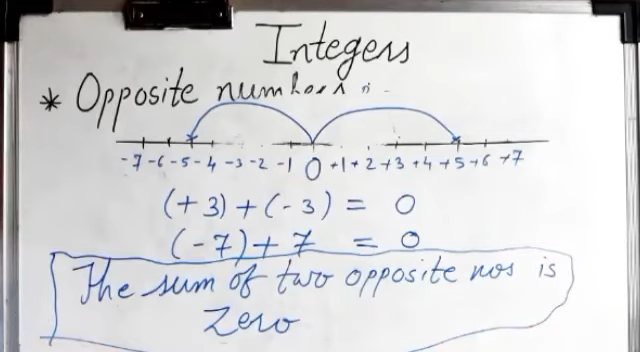 Integers
* Opposite numbers :-
-7 -6 -5 -4 -3 -2 -1 0 +1 +2 +3 +4 +5 +6 +7
(+3) + (-3) = 0
(-7) + 7 = 0
The sum of two opposite nos is
Zero